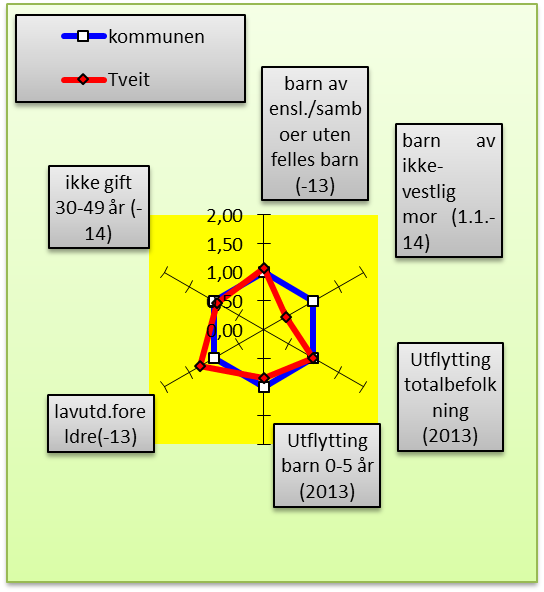 kommunen
Tveit
barn av
ensl./samb
oer uten
felles barn
(-13)
barn av
ikke-
vestlig
mor (1.1.-
14)
ikke gift
30-49 år (-
14)
2,00
1,50
1,00
0,50
0,00
Utflytting
totalbefolk
ning
(2013)
lavutd.fore
ldre(-13)
Utflytting
barn 0-5 år
(2013)